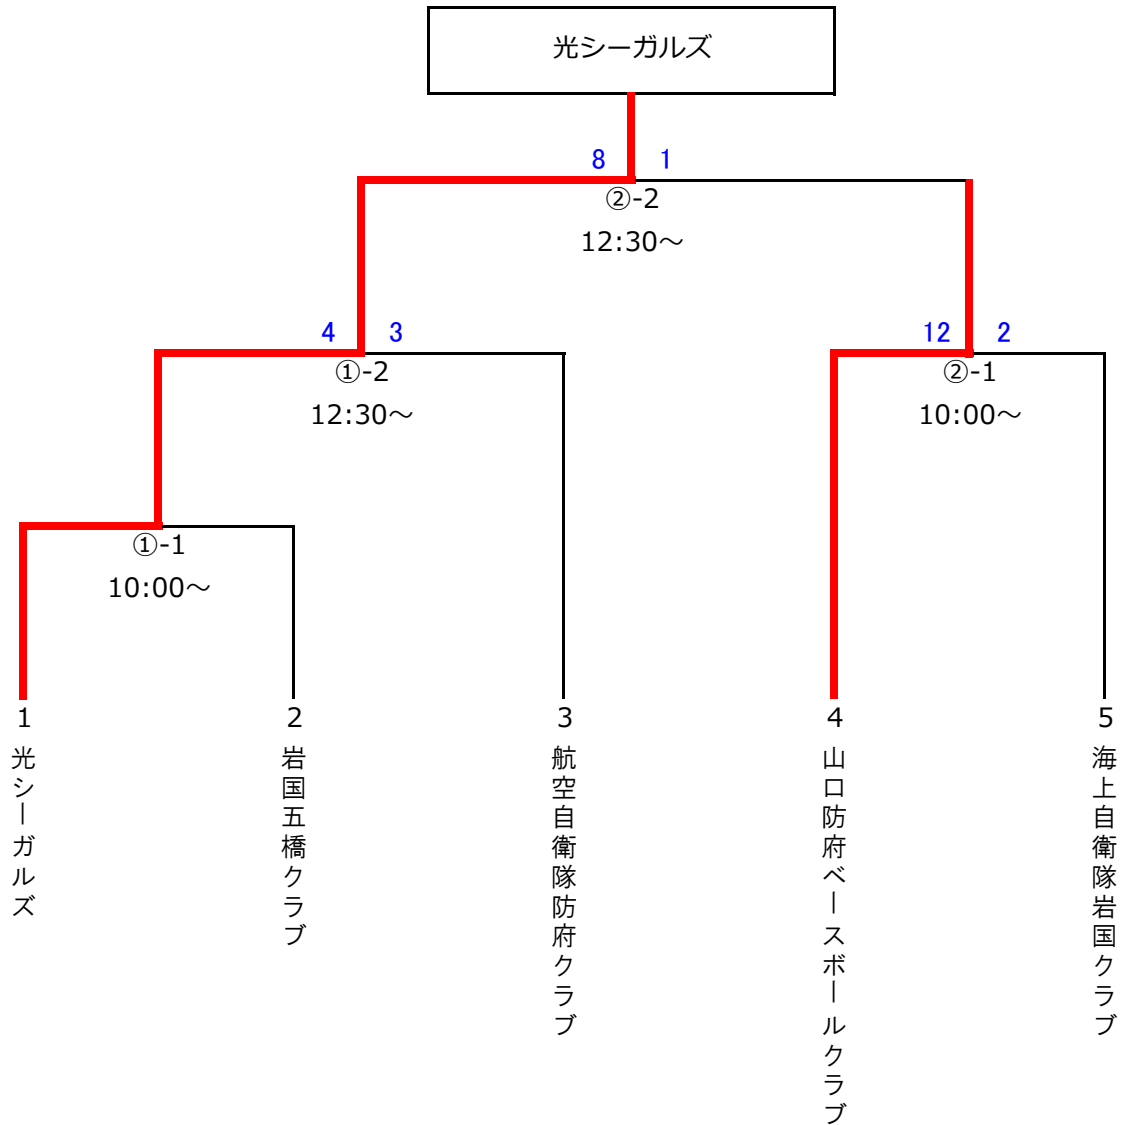 光シーガルズ
8 1
②-2
12:30～
4 3
12 2
①-2
12:30～
②-1
10:00～
①-1
10:00～
1
2
3
4
5
光シーガルズ
岩国五橋クラブ
航空自衛隊防府クラブ
山口防府ベースボールクラブ
海上自衛隊岩国クラブ